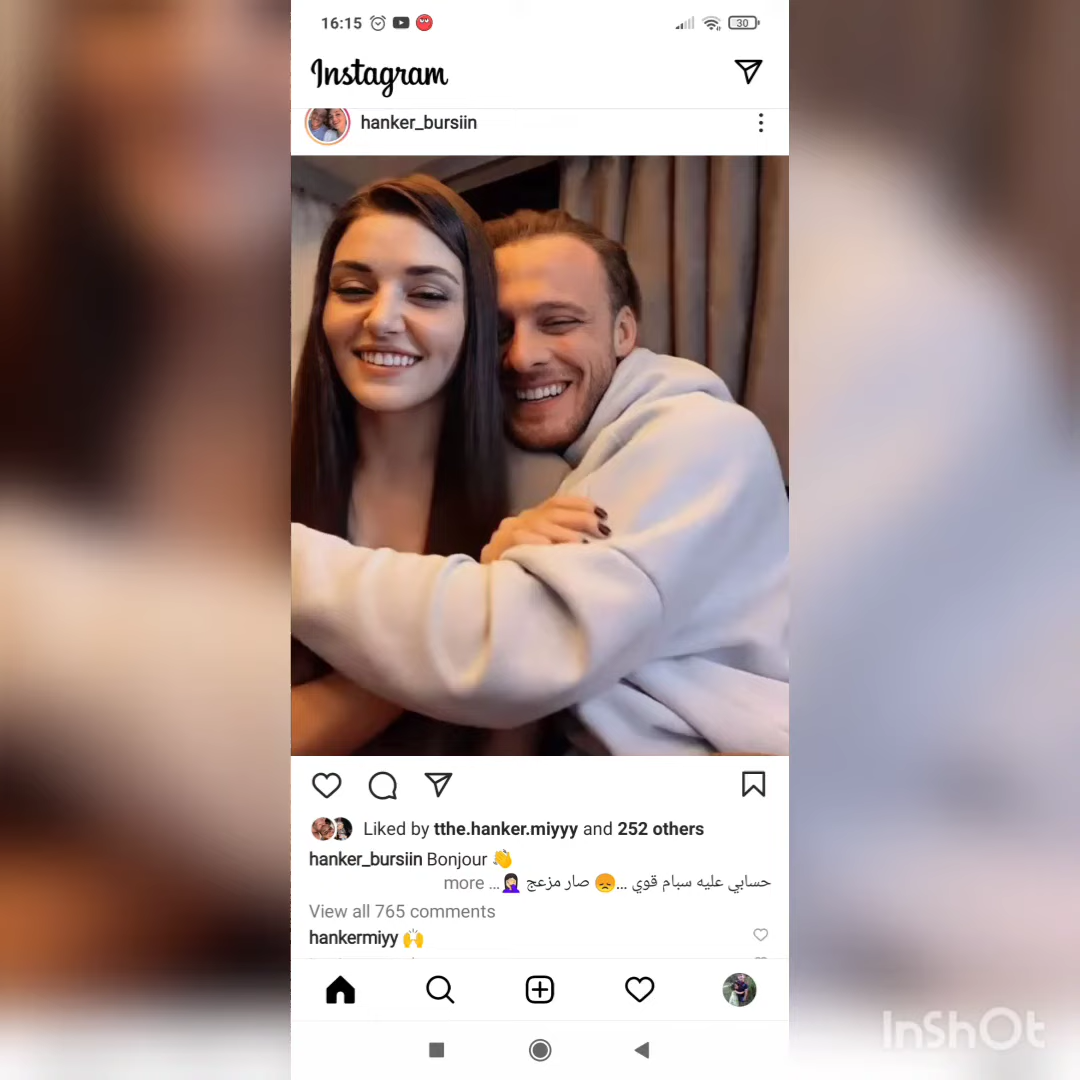 16:15
30
Instagram
hanker_bursiin
Liked by tthe.hanker.miyyy and 252 others
hanker_bursiin Bonjour 👏
حسابي عليه سبام قوي ...😞 صار مزعج 🤦🏻‍♀️... more
View all 765 comments
hankermiyy 🙌
InShOt